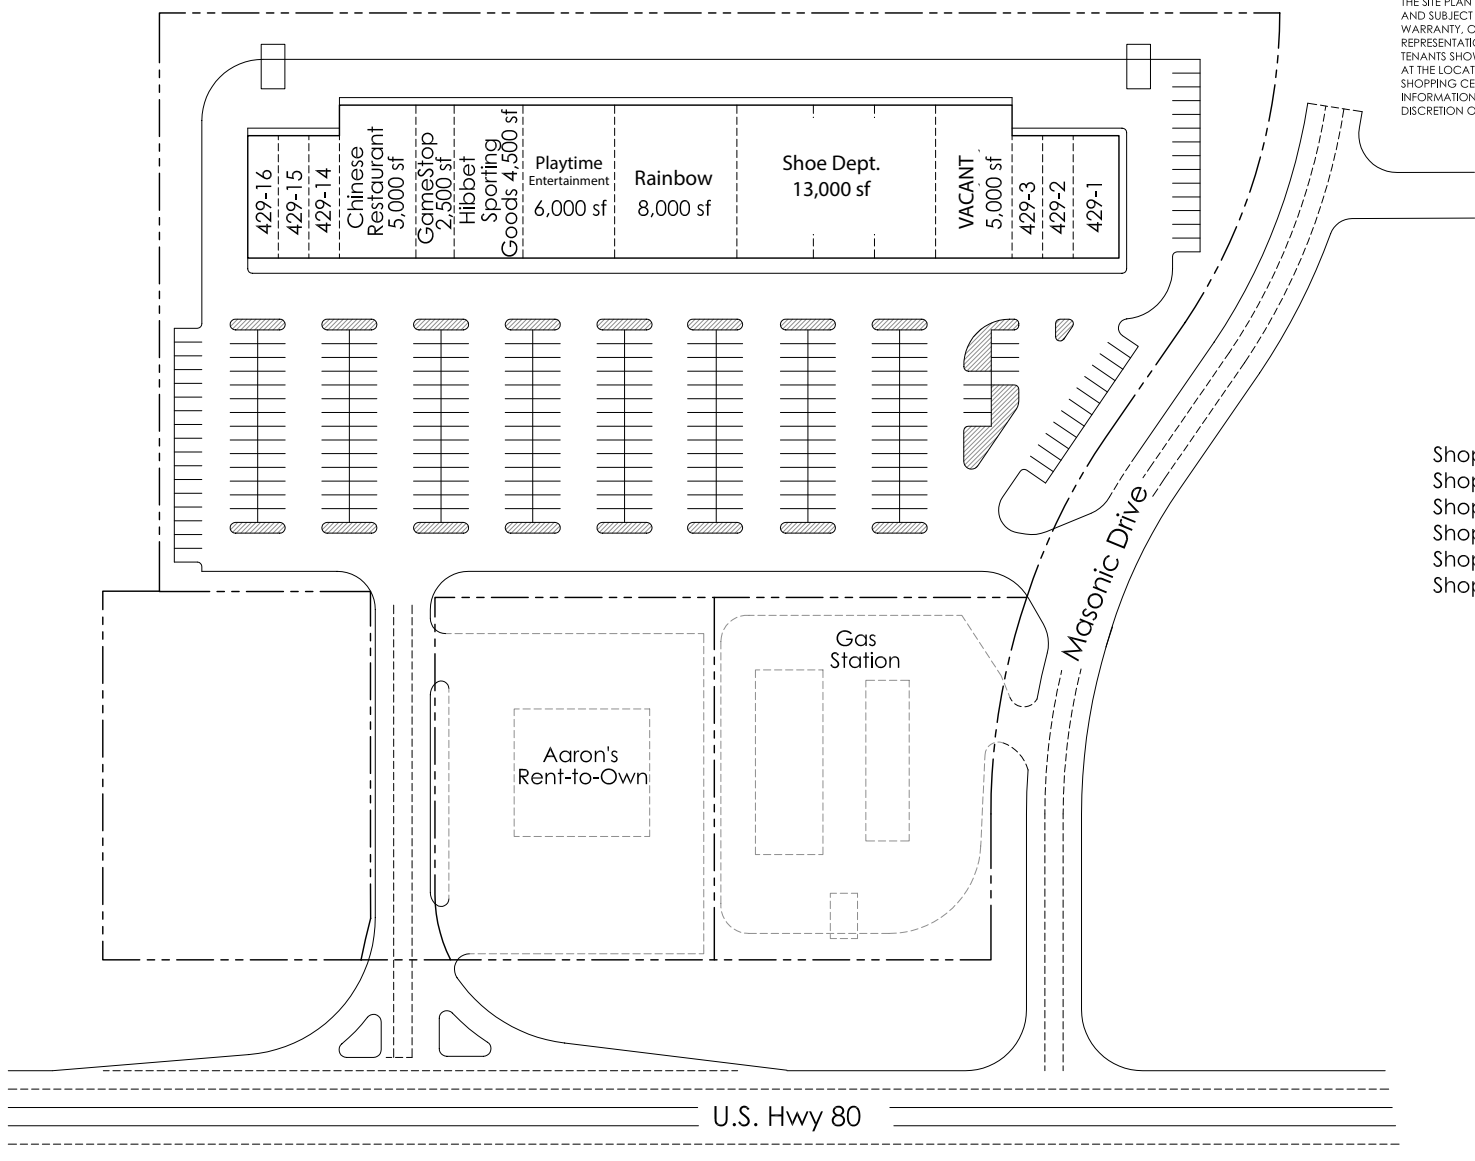 THE SITE PLAN
AND SUBJECT
WARRANTY, O
REPRESENTATIO
TENANTS SHOW
AT THE LOCAT
SHOPPING CE
INFORMATION
DISCRETION O
429-16
429-15
429-14
Chinese
Restaurant
5,000 sf
GameStop
2,500 sf
Hibbet
Sporting
Goods 4,500 sf
Playtime
Entertainment
6,000 sf
Rainbow
8,000 sf
Shoe Dept.
13,000 sf
VACANT
5,000 sf
429-3
429-2
429-1
Shop
Shop
Shop
Shop
Shop
Shop
Masonic Drive
Gas
Station
Aaron's
Rent-to-Own
U.S. Hwy 80